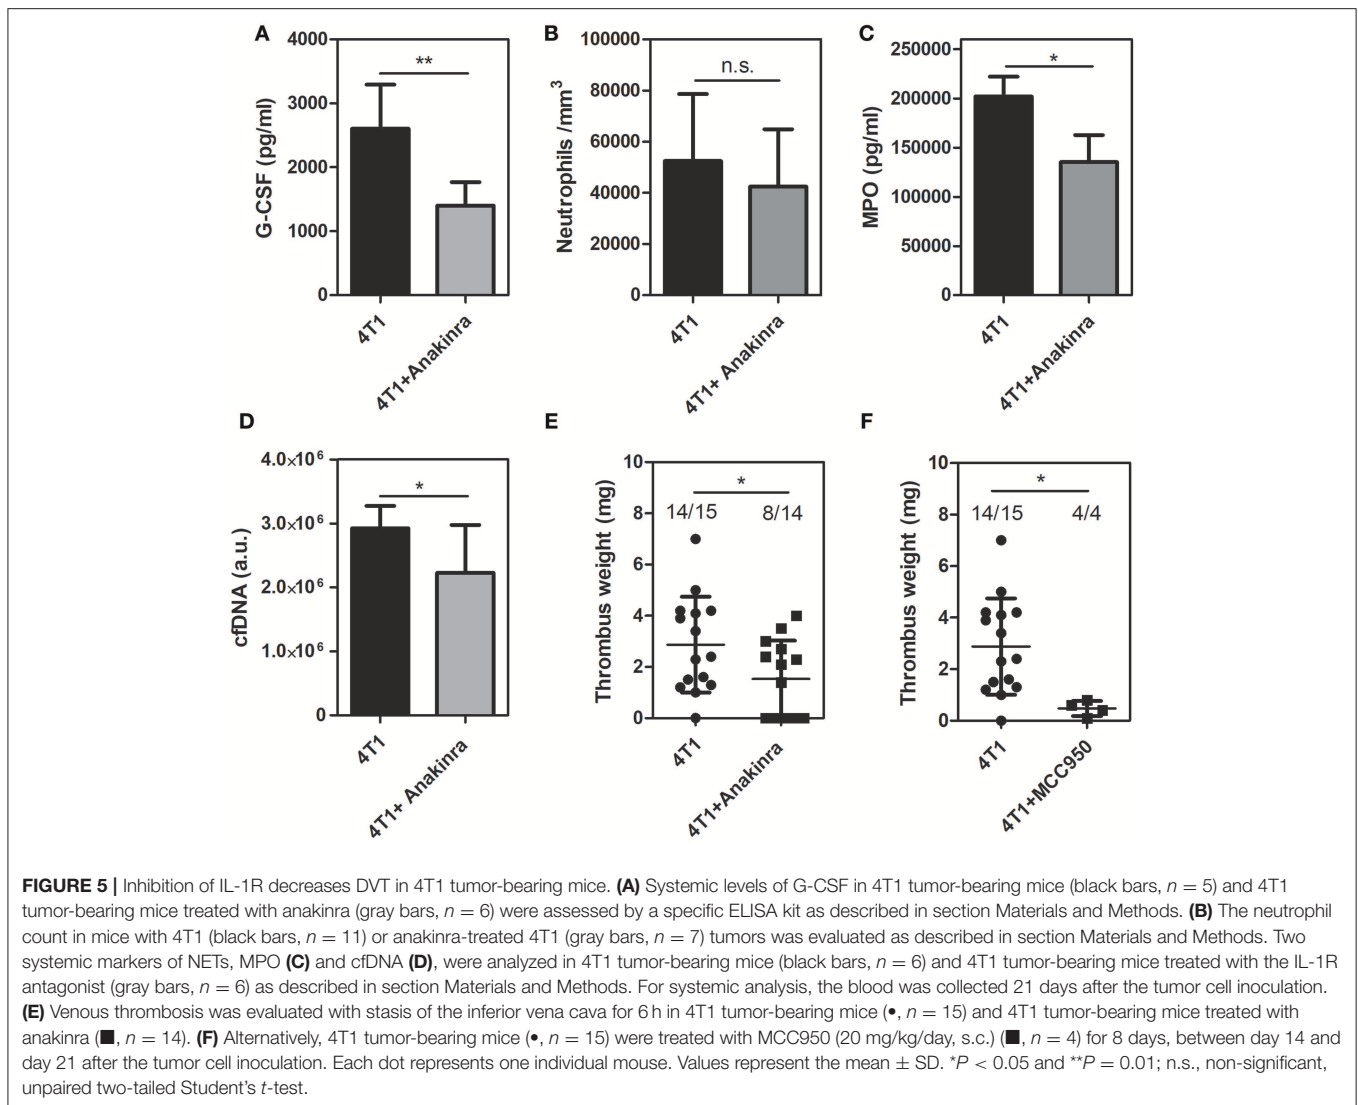 A
4000
3000
2000
1000
0
G-CSF (pg/ml)
**
4T1
4T1+Anakinra
B
100000
80000
60000
40000
20000
0
Neutrophils /mm³
n.s.
4T1
4T1+ Anakinra
C
250000
200000
150000
100000
50000
0
MPO (pg/ml)
*
4T1
4T1+Anakinra
D
4.0×10⁶
3.0×10⁶
2.0×10⁶
1.0×10⁶
0
cfDNA (a.u.)
*
4T1
4T1+ Anakinra
E
10
8
6
4
2
0
Thrombus weight (mg)
*
14/15 8/14
4T1
4T1+Anakinra
F
10
8
6
4
2
0
Thrombus weight (mg)
*
14/15 4/4
4T1
4T1+MCC950
FIGURE 5 | Inhibition of IL-1R decreases DVT in 4T1 tumor-bearing mice. (A) Systemic levels of G-CSF in 4T1 tumor-bearing mice (black bars, n = 5) and 4T1
tumor-bearing mice treated with anakinra (gray bars, n = 6) were assessed by a specific ELISA kit as described in section Materials and Methods. (B) The neutrophil
count in mice with 4T1 (black bars, n = 11) or anakinra-treated 4T1 (gray bars, n = 7) tumors was evaluated as described in section Materials and Methods. Two
systemic markers of NETs, MPO (C) and cfDNA (D), were analyzed in 4T1 tumor-bearing mice (black bars, n = 6) and 4T1 tumor-bearing mice treated with the IL-1R
antagonist (gray bars, n = 6) as described in section Materials and Methods. For systemic analysis, the blood was collected 21 days after the tumor cell inoculation.
(E) Venous thrombosis was evaluated with stasis of the inferior vena cava for 6 h in 4T1 tumor-bearing mice (•, n = 15) and 4T1 tumor-bearing mice treated with
anakinra (■, n = 14). (F) Alternatively, 4T1 tumor-bearing mice (•, n = 15) were treated with MCC950 (20 mg/kg/day, s.c.) (■, n = 4) for 8 days, between day 14 and
day 21 after the tumor cell inoculation. Each dot represents one individual mouse. Values represent the mean ± SD. *P < 0.05 and **P = 0.01; n.s., non-significant,
unpaired two-tailed Student's t-test.